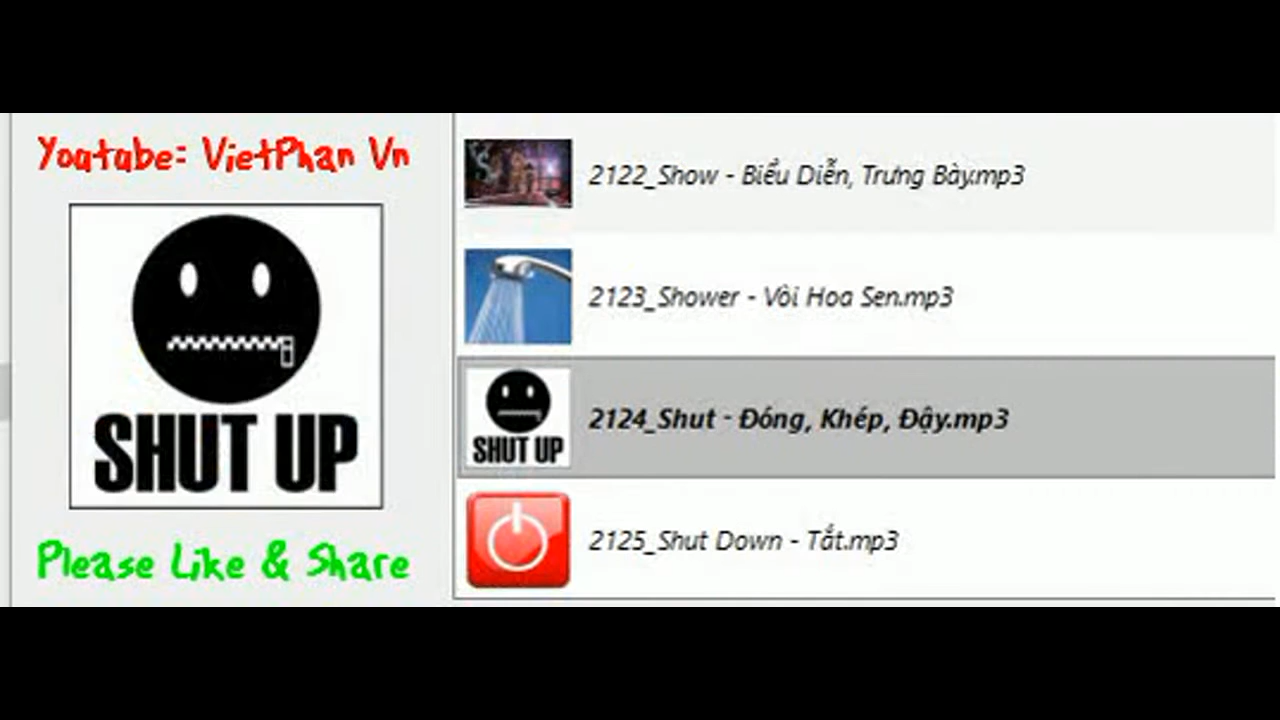 Youtube: VietPhan Vn
SHUT UP
Please Like & Share
2122_Show - Biểu Diễn, Trưng Bày.mp3
2123_Shower - Vòi Hoa Sen.mp3
SHUT UP
2124_Shut - Đóng, Khép, Đậy.mp3
2125_Shut Down - Tắt.mp3